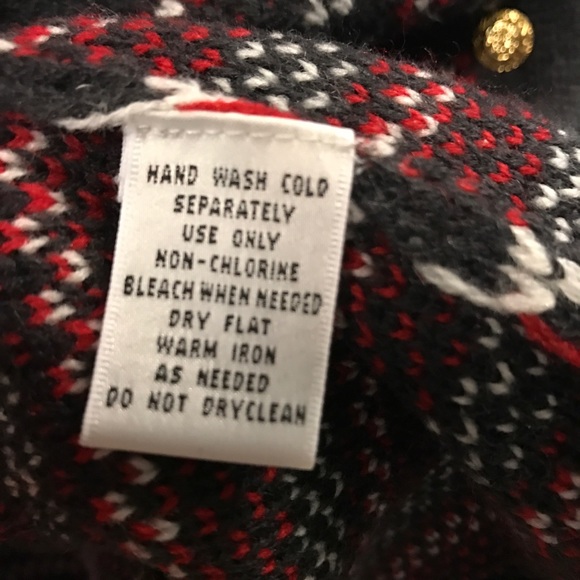 HAND WASH COLD
SEPARATELY
USE ONLY
NON-CHLORINE
BLEACH WHEN NEEDED
DRY FLAT
WARM IRON
AS NEEDED
DO NOT DRYCLEAN